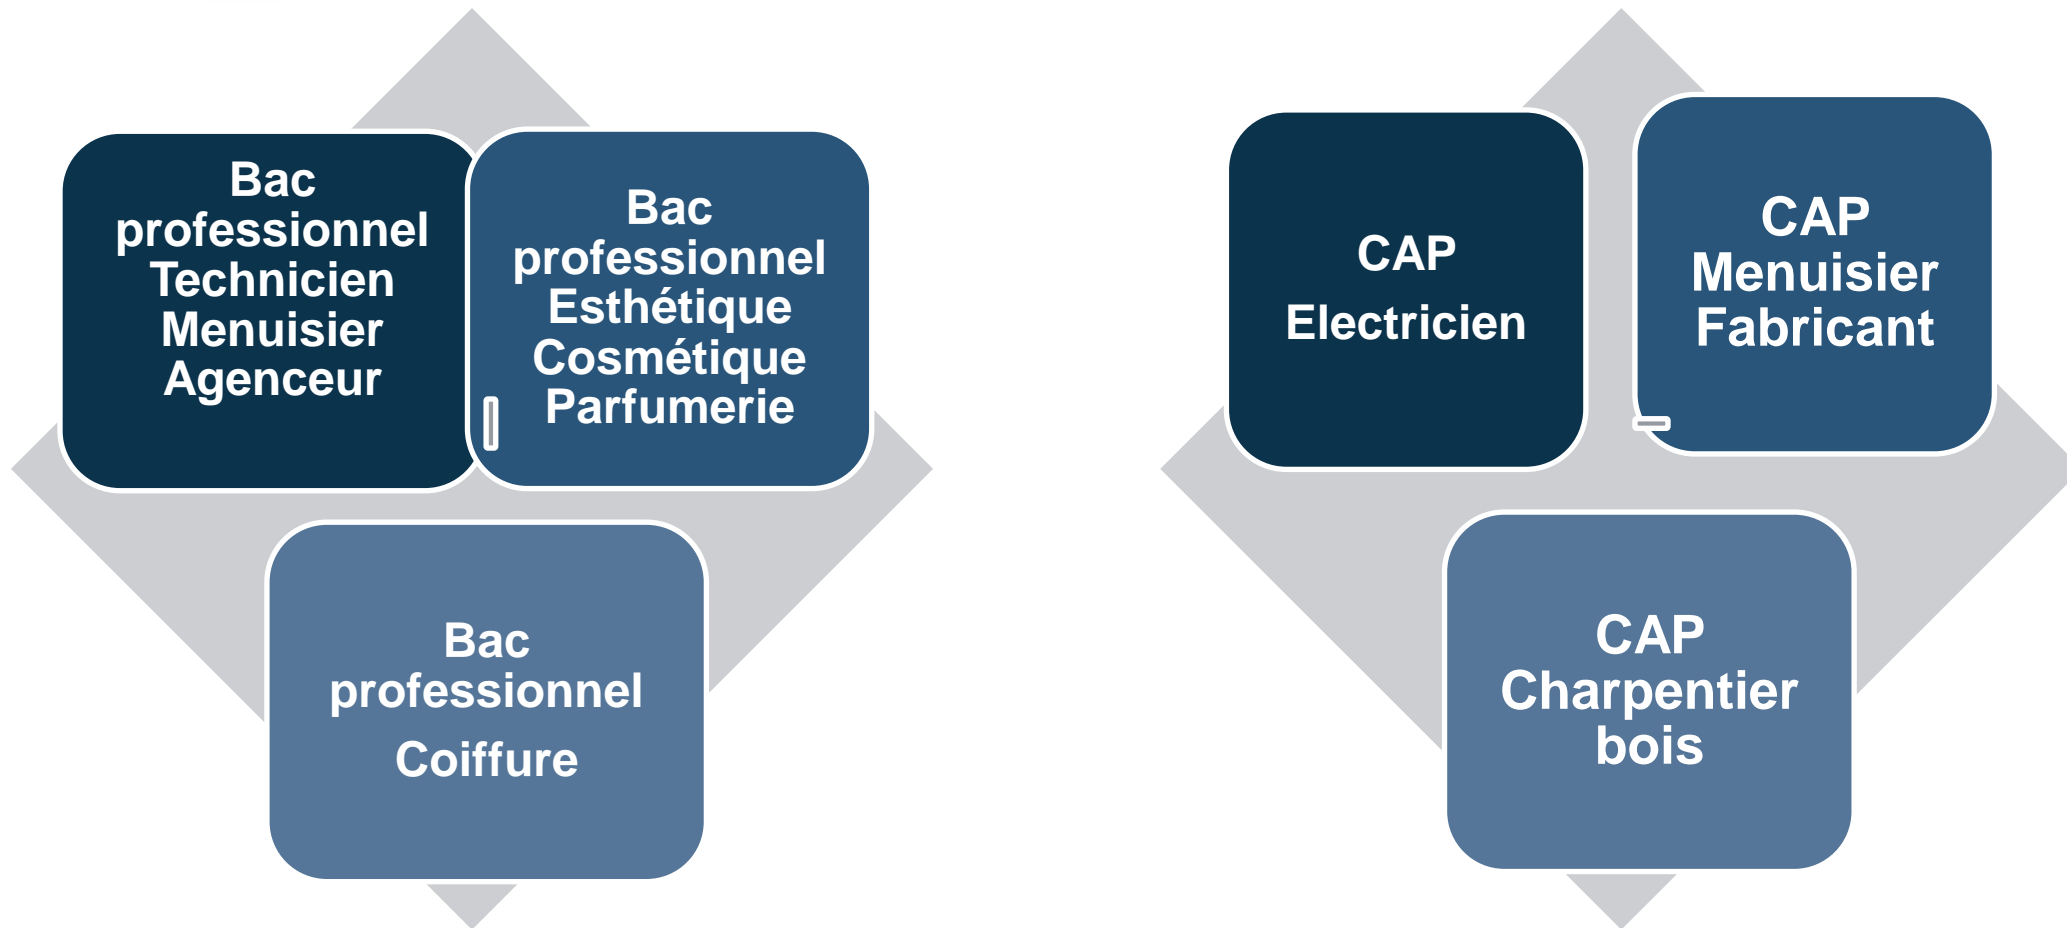 Bac
professionnel
Technicien
Menuisier
Agenceur
Bac
professionnel
Esthétique
Cosmétique
Parfumerie
Bac
professionnel
Coiffure
CAP
Electricien
CAP
Menuisier
Fabricant
CAP
Charpentier
bois